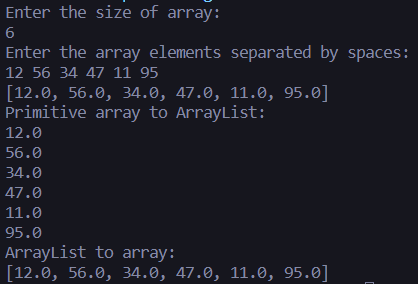 Enter the size of array:
6
Enter the array elements separated by spaces:
12 56 34 47 11 95
[12.0, 56.0, 34.0, 47.0, 11.0, 95.0]
Primitive array to ArrayList:
12.0
56.0
34.0
47.0
11.0
95.0
ArrayList to array:
[12.0, 56.0, 34.0, 47.0, 11.0, 95.0]